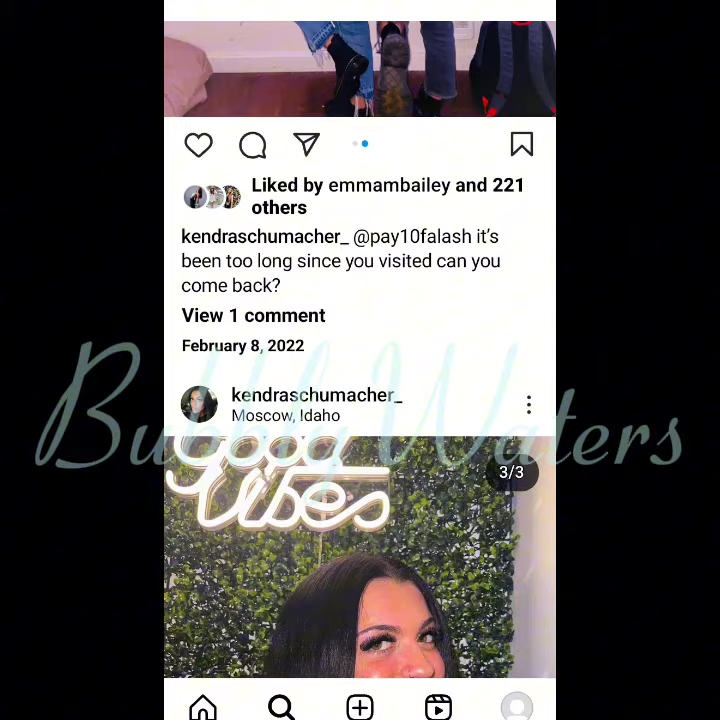 Liked by emmambailey and 221
others
kendraschumacher_ @pay10falash it's
been too long since you visited can you
come back?
View 1 comment
February 8, 2022
kendraschumacher_
Moscow, Idaho
Bubbly Waters
Good
3/3
Vibes